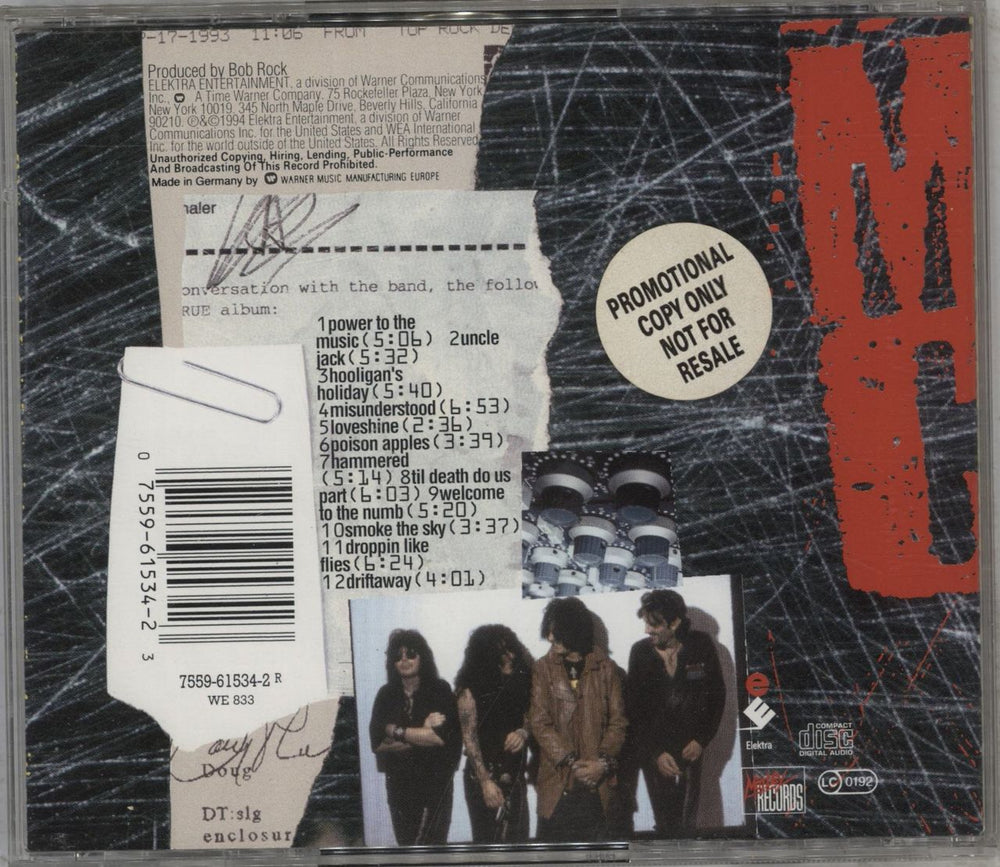 -17-1993 11:06 FROM TOP ROCK DE
Produced by Bob Rock
ELEKTRA ENTERTAINMENT, a division of Warner Communications
Inc., A Time Warner Company, 75 Rockefeller Plaza, New York,
New York 10019, 345 North Maple Drive, Beverly Hills, California
90210. ℗&©1994 Elektra Entertainment, a division of Warner
Communications Inc. for the United States and WEA International
Inc. for the world outside of the United States. All Rights Reserved.
Unauthorized Copying, Hiring, Lending, Public-Performance
And Broadcasting Of This Record Prohibited.
Made in Germany by WARNER MUSIC MANUFACTURING EUROPE
haler
onversation with the band, the follow
RUE album:
1power to the
music(5:06) 2uncle
jack(5:32)
3hooligan's
holiday(5:40)
4misunderstood(6:53)
5loveshine(2:36)
6poison apples(3:39)
7hammered
(5:14) 8til death do us
part(6:03) 9welcome
to the numb(5:20)
10smoke the sky(3:37)
11droppin like
flies(6:24)
12driftaway(4:01)
PROMOTIONAL
COPY ONLY
NOT FOR
RESALE
0 7559-61534-2 3
7559-61534-2 R
WE 833
Doug
DT:slg
enclosur
e
E
Elektra
COMPACT
disc
DIGITAL AUDIO
RECORDS
LC 0192